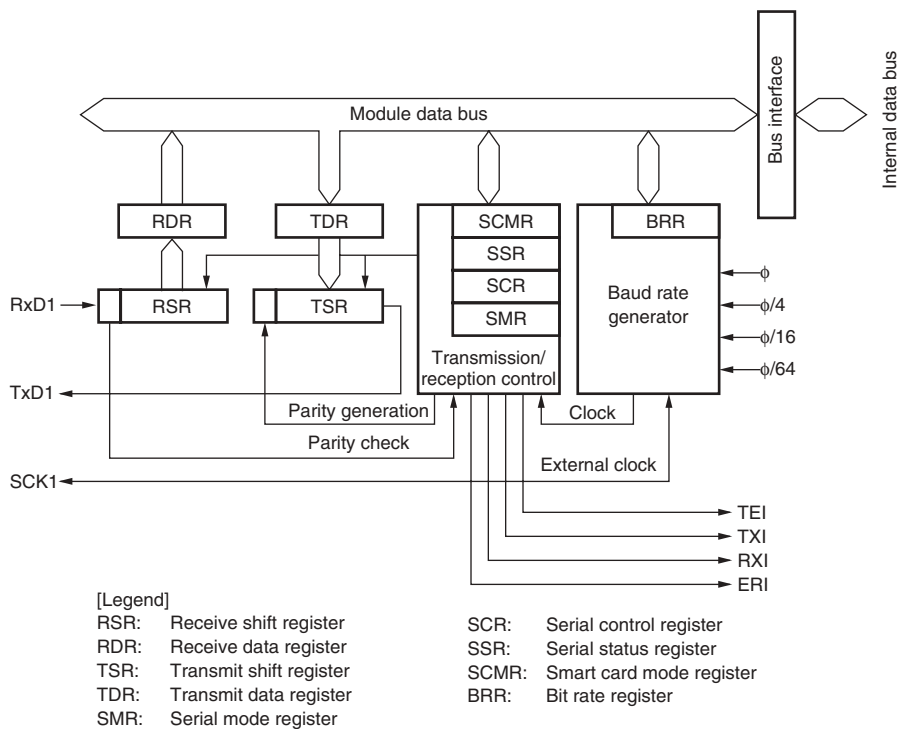 Module data bus
Bus interface
Internal data bus
RDR
TDR
SCMR
BRR
SSR
SCR
SMR
RxD1
RSR
TSR
Baud rate
generator
ϕ
ϕ/4
ϕ/16
ϕ/64
Transmission/
reception control
TxD1
Parity generation
Clock
Parity check
External clock
SCK1
TEI
TXI
RXI
ERI
[Legend]
RSR: Receive shift register
RDR: Receive data register
TSR: Transmit shift register
TDR: Transmit data register
SMR: Serial mode register
SCR: Serial control register
SSR: Serial status register
SCMR: Smart card mode register
BRR: Bit rate register